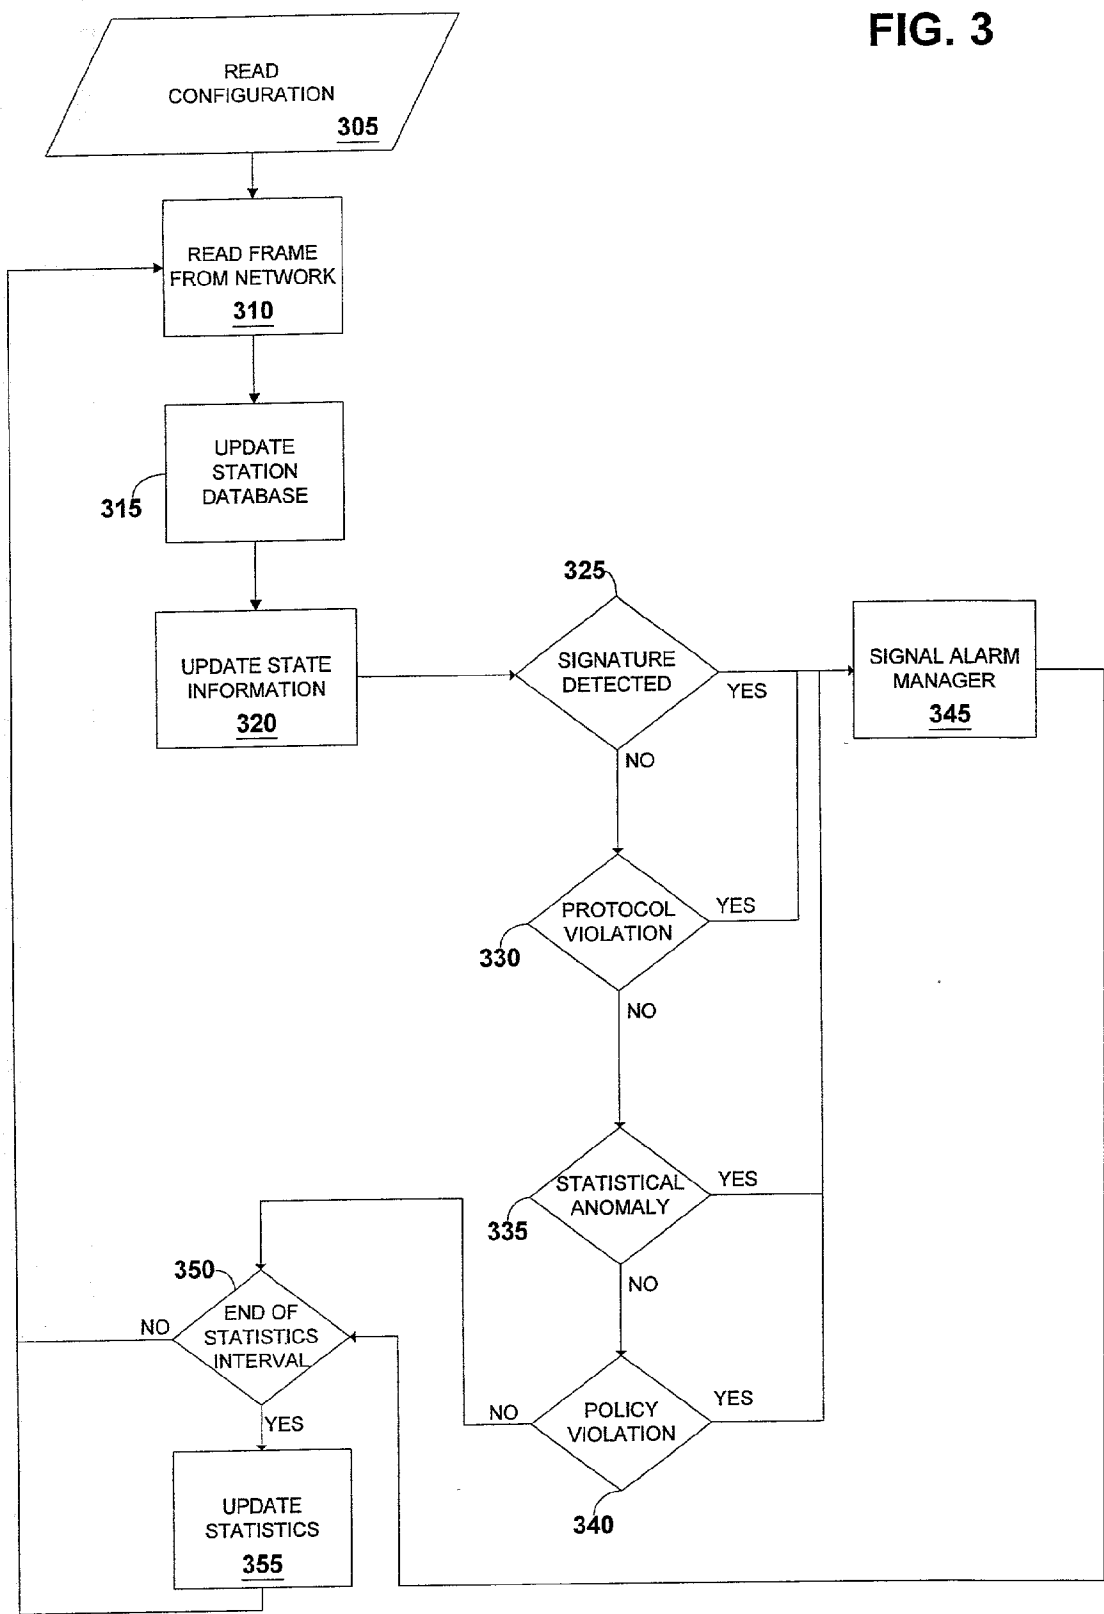 FIG. 3
READ
CONFIGURATION
305
READ FRAME
FROM NETWORK
310
UPDATE
STATION
DATABASE
315
UPDATE STATE
INFORMATION
320
325
SIGNATURE
DETECTED
YES
NO
SIGNAL ALARM
MANAGER
345
PROTOCOL
VIOLATION
330
YES
NO
STATISTICAL
ANOMALY
335
YES
NO
350
END OF
STATISTICS
INTERVAL
NO
YES
POLICY
VIOLATION
NO
YES
340
UPDATE
STATISTICS
355